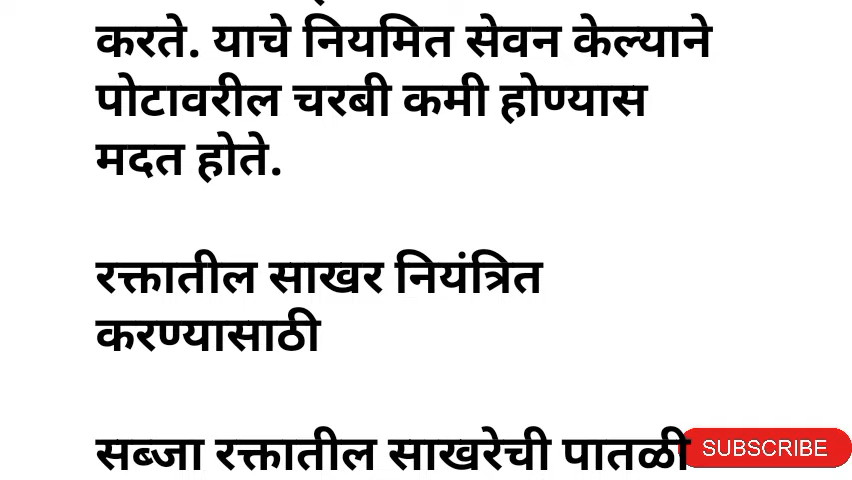 करते. याचे नियमित सेवन केल्याने
पोटावरील चरबी कमी होण्यास
मदत होते.
रक्तातील साखर नियंत्रित
करण्यासाठी
सब्जा रक्तातील साखरेची पातळी
SUBSCRIBE